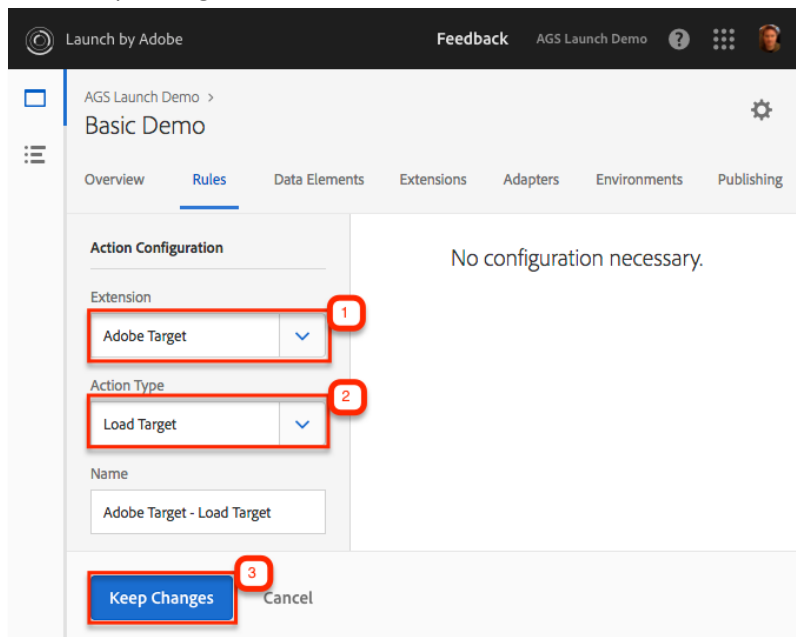 Launch by Adobe Feedback AGS Launch Demo ?
AGS Launch Demo >
Basic Demo
Overview Rules Data Elements Extensions Adapters Environments Publishing
Action Configuration
No configuration necessary.
Extension
1
Adobe Target
Action Type
2
Load Target
Name
Adobe Target - Load Target
3
Keep Changes Cancel